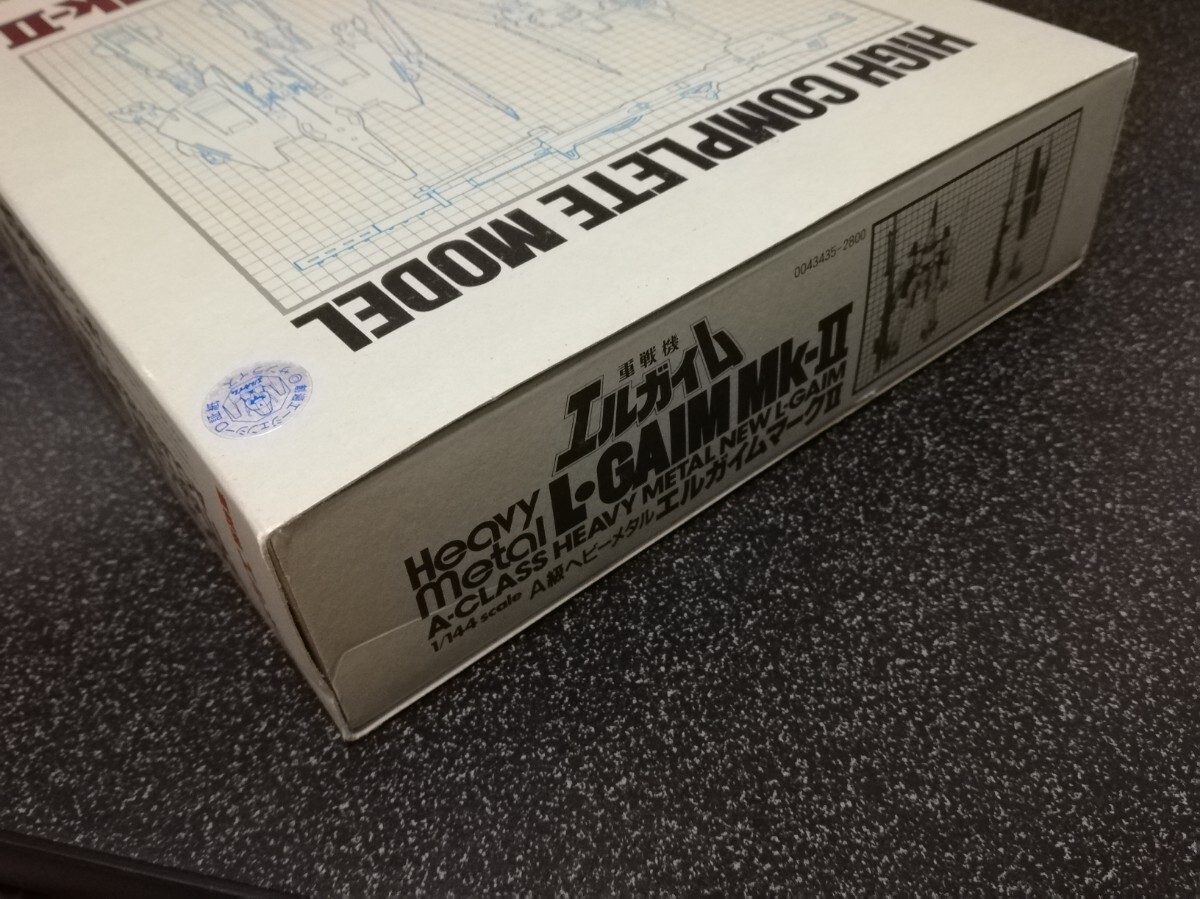 Mk-II
HIGH COMPLETE MODEL
0043435-2800
重戦機
エルガイム
Heavy
metal
L・GAIM Mk-II
A-CLASS HEAVY METAL NEW L・GAIM
1/144 scale A級ヘビーメタル エルガイムマークII